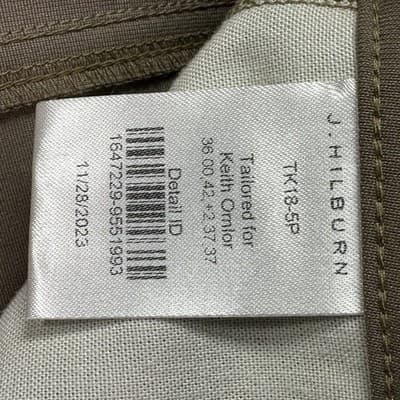 J. HILBURN
TK18-5P
Tailored for
Keith Omlor
36.00.42.+2.37.37
Detail ID
1647229-9551993
11/28/2023